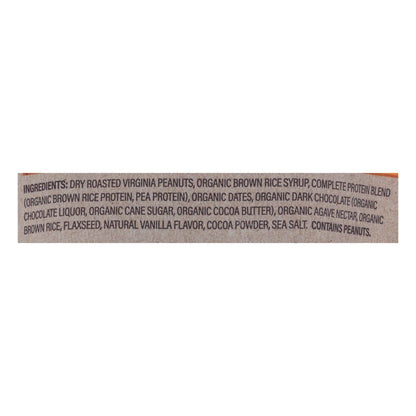 INGREDIENTS: DRY ROASTED VIRGINIA PEANUTS, ORGANIC BROWN RICE SYRUP, COMPLETE PROTEIN BLEND
(ORGANIC BROWN RICE PROTEIN, PEA PROTEIN), ORGANIC DATES, ORGANIC DARK CHOCOLATE (ORGANIC
CHOCOLATE LIQUOR, ORGANIC CANE SUGAR, ORGANIC COCOA BUTTER), ORGANIC AGAVE NECTAR, ORGANIC
BROWN RICE, FLAXSEED, NATURAL VANILLA FLAVOR, COCOA POWDER, SEA SALT. CONTAINS PEANUTS.